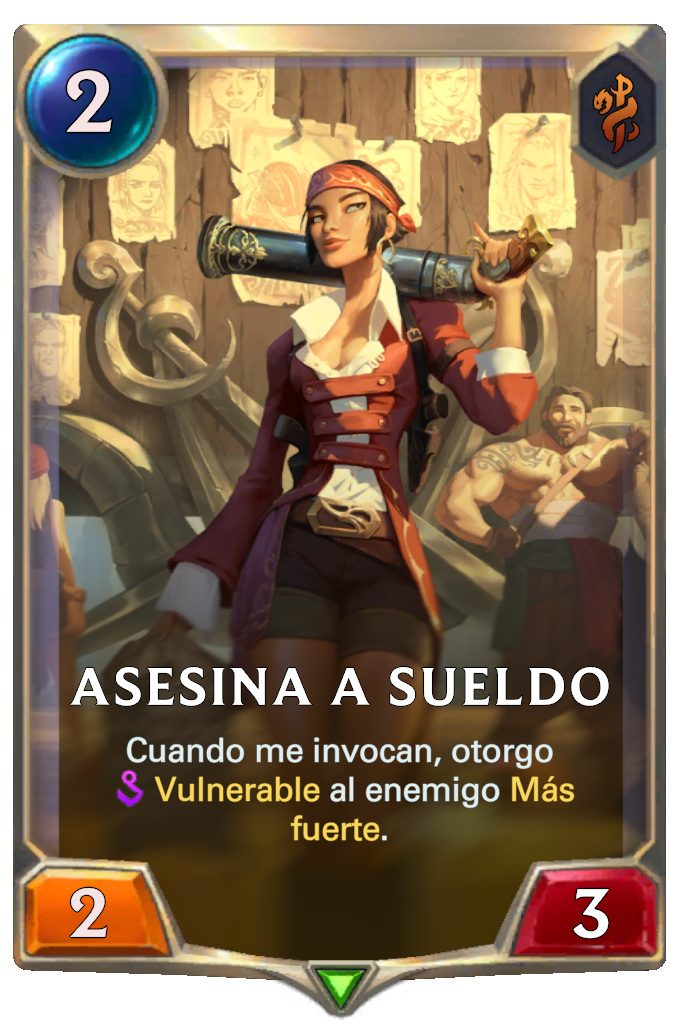 2
ASESINA A SUELDO
Cuando me invocan, otorgo
Vulnerable al enemigo Más
fuerte.
2
3